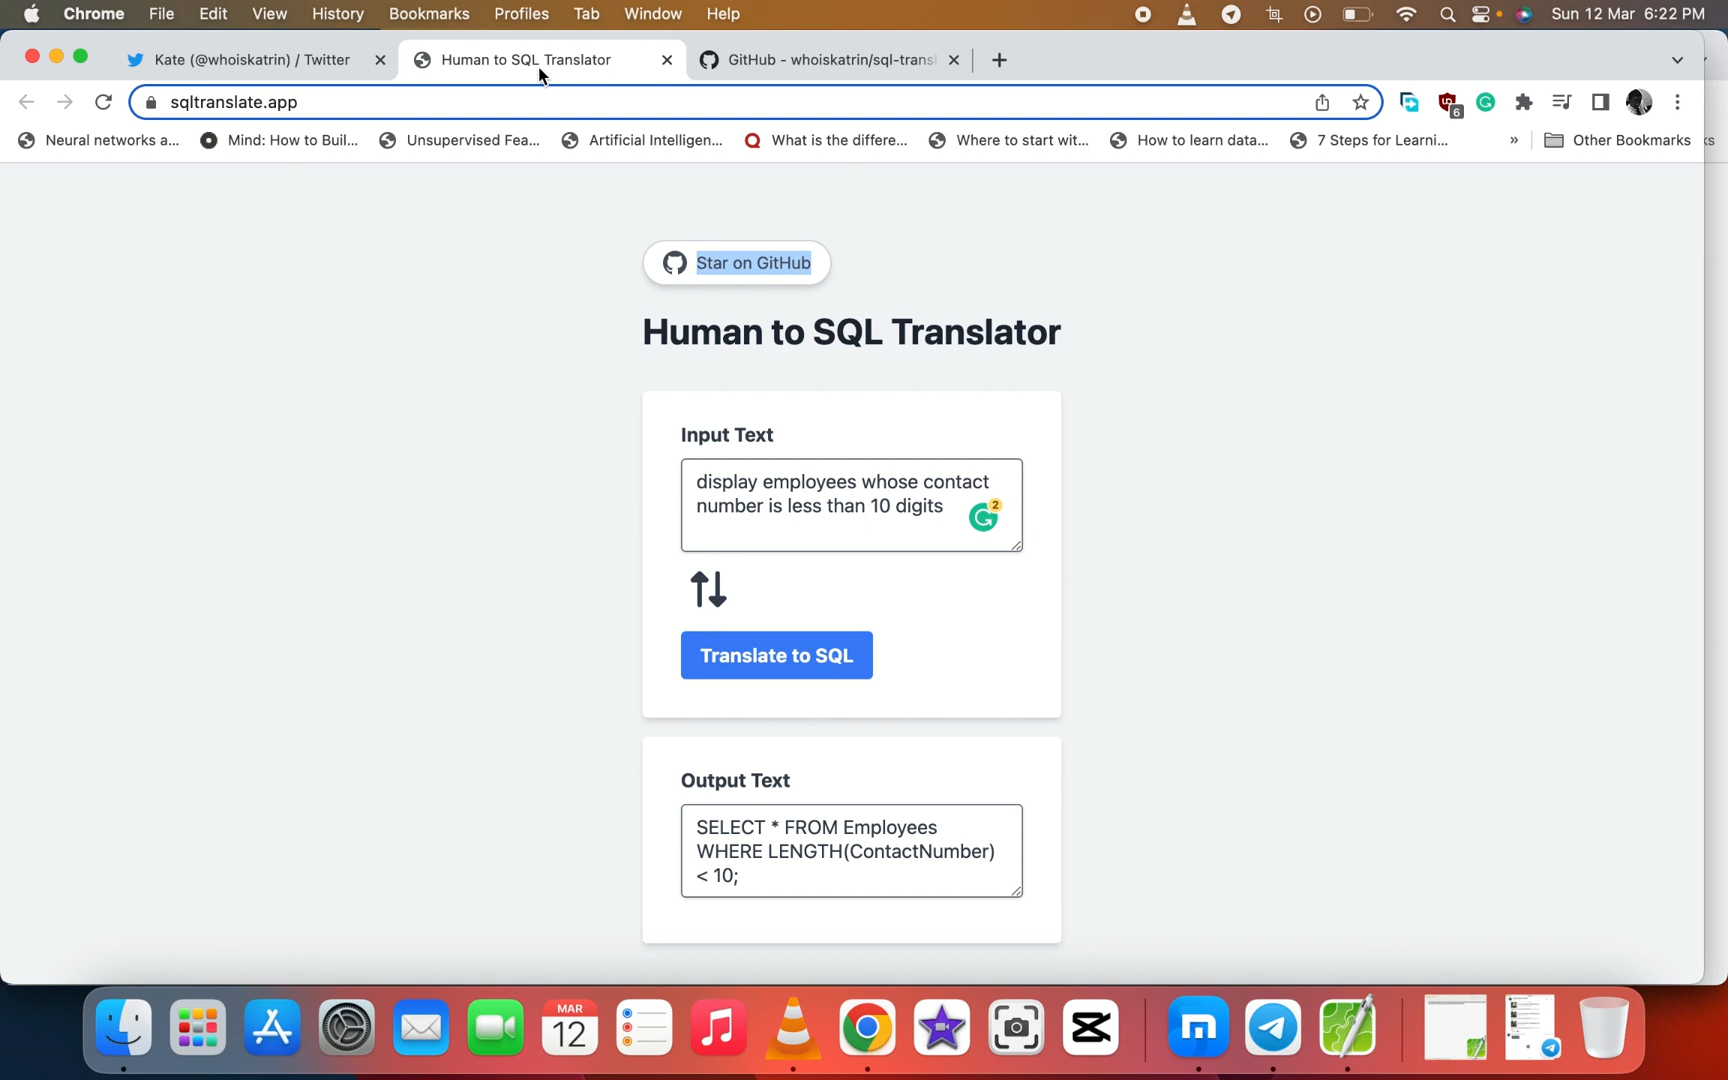 Chrome File Edit View History Bookmarks Profiles Tab Window Help Sun 12 Mar 6:22 PM
Kate (@whoiskatrin) / Twitter Human to SQL Translator GitHub - whoiskatrin/sql-transl
sqltranslate.app 6
Neural networks a... Mind: How to Buil... Unsupervised Fea... Artificial Intelligen... What is the differe... Where to start wit... How to learn data... 7 Steps for Learni... » Other Bookmarks ks
Star on GitHub
Human to SQL Translator
Input Text
display employees whose contact
number is less than 10 digits
2
Translate to SQL
Output Text
SELECT * FROM Employees
WHERE LENGTH(ContactNumber)
< 10;
MAR
12